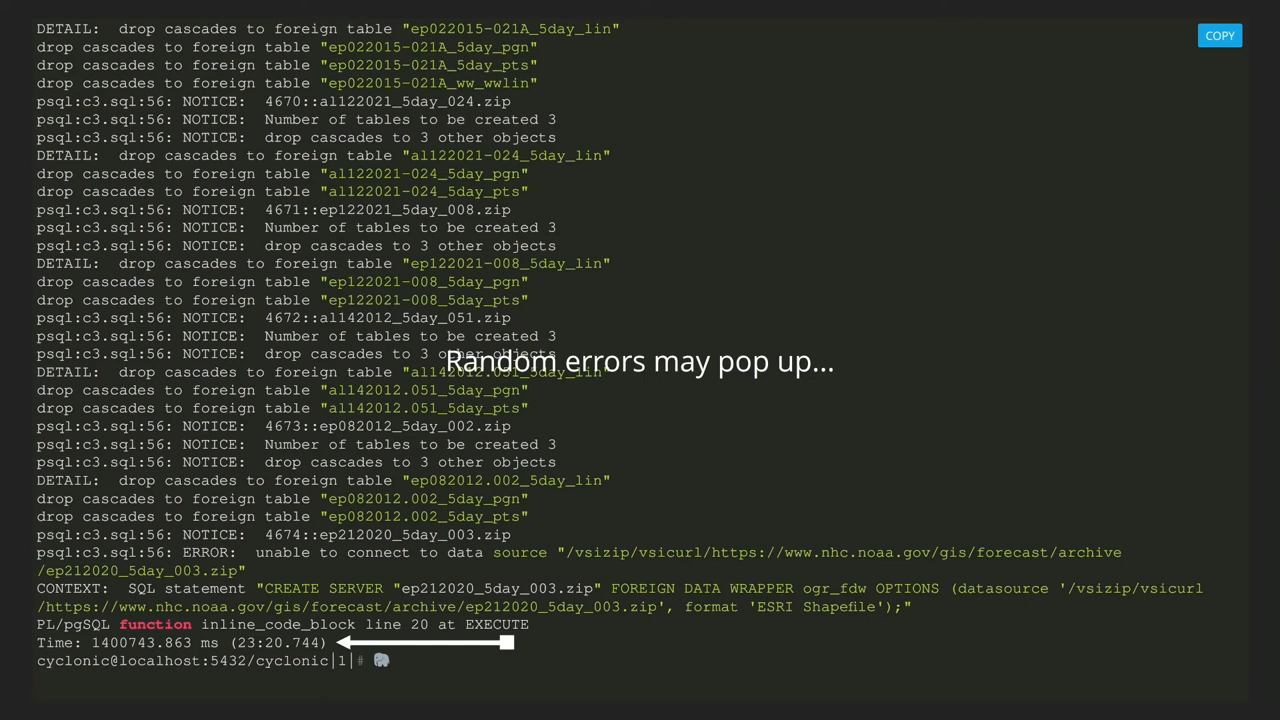 DETAIL:  drop cascades to foreign table "ep022015-021A_5day_lin"
COPY
drop cascades to foreign table "ep022015-021A_5day_pgn"
drop cascades to foreign table "ep022015-021A_5day_pts"
drop cascades to foreign table "ep022015-021A_ww_wwlin"
psql:c3.sql:56: NOTICE:  4670::al122021_5day_024.zip
psql:c3.sql:56: NOTICE:  Number of tables to be created 3
psql:c3.sql:56: NOTICE:  drop cascades to 3 other objects
DETAIL:  drop cascades to foreign table "al122021-024_5day_lin"
drop cascades to foreign table "al122021-024_5day_pgn"
drop cascades to foreign table "al122021-024_5day_pts"
psql:c3.sql:56: NOTICE:  4671::ep122021_5day_008.zip
psql:c3.sql:56: NOTICE:  Number of tables to be created 3
psql:c3.sql:56: NOTICE:  drop cascades to 3 other objects
DETAIL:  drop cascades to foreign table "ep122021-008_5day_lin"
drop cascades to foreign table "ep122021-008_5day_pgn"
drop cascades to foreign table "ep122021-008_5day_pts"
psql:c3.sql:56: NOTICE:  4672::al142012_5day_051.zip
psql:c3.sql:56: NOTICE:  Number of tables to be created 3
psql:c3.sql:56: NOTICE:  drop cascades to 3 other objects
Random errors may pop up...
DETAIL:  drop cascades to foreign table "al142012.051_5day_lin"
drop cascades to foreign table "al142012.051_5day_pgn"
drop cascades to foreign table "al142012.051_5day_pts"
psql:c3.sql:56: NOTICE:  4673::ep082012_5day_002.zip
psql:c3.sql:56: NOTICE:  Number of tables to be created 3
psql:c3.sql:56: NOTICE:  drop cascades to 3 other objects
DETAIL:  drop cascades to foreign table "ep082012.002_5day_lin"
drop cascades to foreign table "ep082012.002_5day_pgn"
drop cascades to foreign table "ep082012.002_5day_pts"
psql:c3.sql:56: NOTICE:  4674::ep212020_5day_003.zip
psql:c3.sql:56: ERROR:  unable to connect to data source "/vsizip/vsicurl/https://www.nhc.noaa.gov/gis/forecast/archive
/ep212020_5day_003.zip"
CONTEXT:  SQL statement "CREATE SERVER "ep212020_5day_003.zip" FOREIGN DATA WRAPPER ogr_fdw OPTIONS (datasource '/vsizip/vsicurl
/https://www.nhc.noaa.gov/gis/forecast/archive/ep212020_5day_003.zip', format 'ESRI Shapefile');"
PL/pgSQL function inline_code_block line 20 at EXECUTE
Time: 1400743.863 ms (23:20.744)
cyclonic@localhost:5432/cyclonic|1|# 🐘